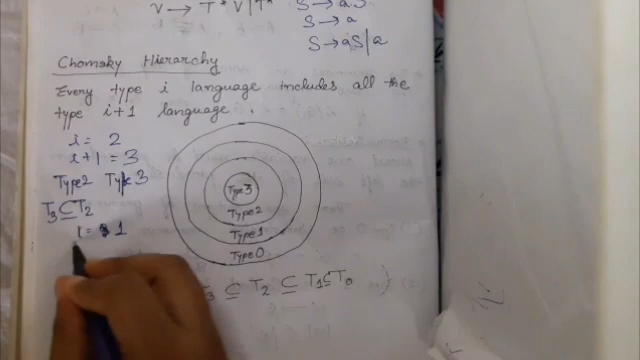 V → T* V | T*
S → aS
S → a
S → aS | a
Chomsky Hierarchy
Every type i language includes all the
type i+1 language.
i = 2
i+1 = 3
Type2 Type3
T3 ⊆ T2
i = 1
Type3
Type2
Type1
Type0
T3 ⊆ T2 ⊆ T1 ⊆ T0